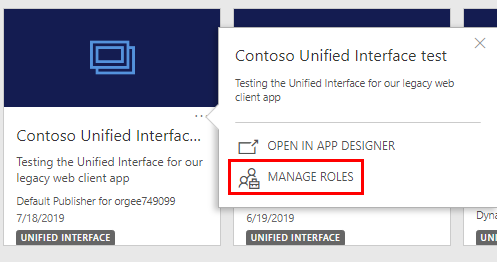 Contoso Unified Interfac...
Testing the Unified Interface for our
legacy web client app
Default Publisher for orgee749099
7/18/2019
UNIFIED INTERFACE
Contoso Unified Interface test
Testing the Unified Interface for our legacy web
client app
OPEN IN APP DESIGNER
MANAGE ROLES
6/19/2019
UNIFIED INTERFACE
Dyna
UNIFIED